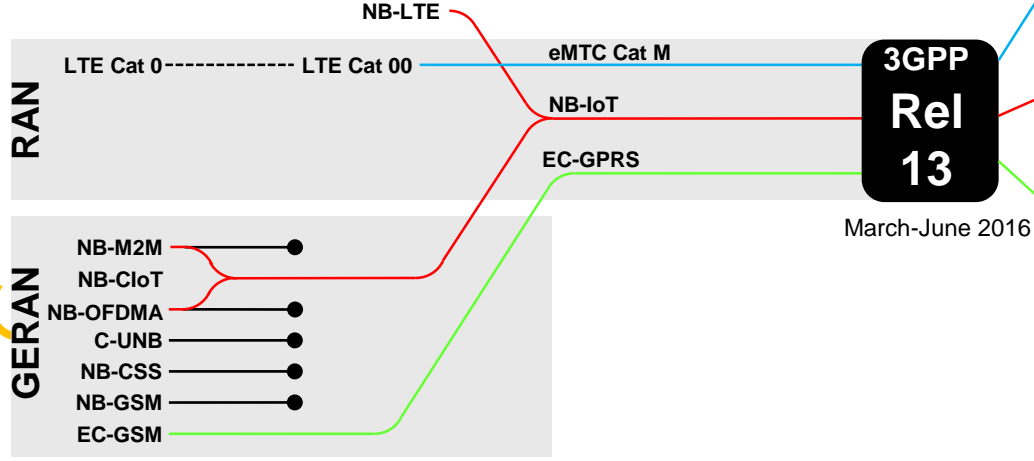 NB-LTE
RAN
LTE Cat 0
LTE Cat 00
eMTC Cat M
NB-IoT
EC-GPRS
3GPP
Rel
13
March-June 2016
GERAN
NB-M2M
NB-CIoT
NB-OFDMA
C-UNB
NB-CSS
NB-GSM
EC-GSM